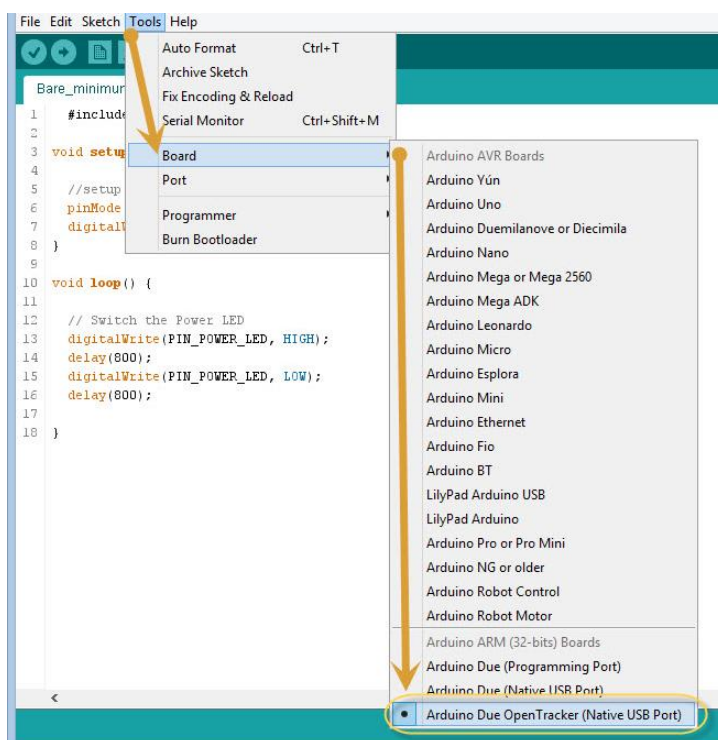 File Edit Sketch Tools Help
Auto Format Ctrl+T
Archive Sketch
Fix Encoding & Reload
Serial Monitor Ctrl+Shift+M
Board
Port
Programmer
Burn Bootloader
Bare_minimum
1 #include
2
3 void setup
4
5 //setup
6 pinMode
7 digitalW
8 }
9
10 void loop() {
11
12 // Switch the Power LED
13 digitalWrite(PIN_POWER_LED, HIGH);
14 delay(800);
15 digitalWrite(PIN_POWER_LED, LOW);
16 delay(800);
17
18 }
Arduino AVR Boards
Arduino Yún
Arduino Uno
Arduino Duemilanove or Diecimila
Arduino Nano
Arduino Mega or Mega 2560
Arduino Mega ADK
Arduino Leonardo
Arduino Micro
Arduino Esplora
Arduino Mini
Arduino Ethernet
Arduino Fio
Arduino BT
LilyPad Arduino USB
LilyPad Arduino
Arduino Pro or Pro Mini
Arduino NG or older
Arduino Robot Control
Arduino Robot Motor
Arduino ARM (32-bits) Boards
Arduino Due (Programming Port)
Arduino Due (Native USB Port)
Arduino Due OpenTracker (Native USB Port)